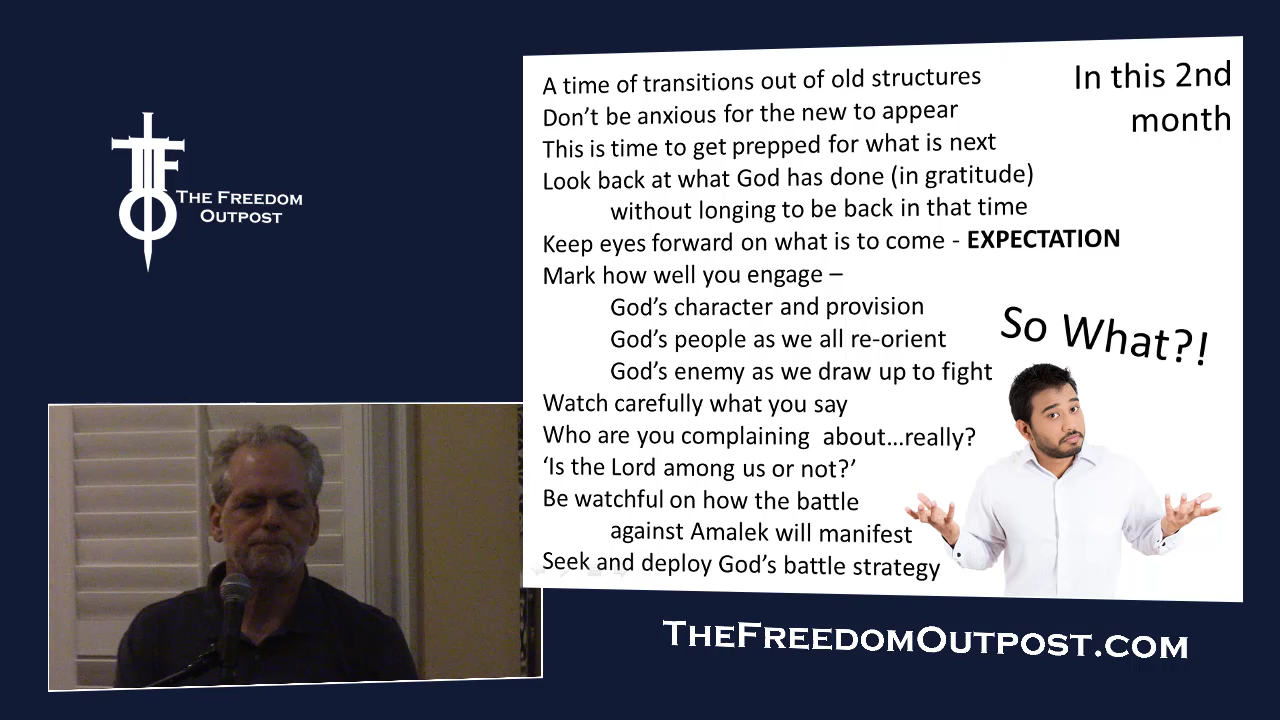 THE FREEDOM
OUTPOST
A time of transitions out of old structures
Don't be anxious for the new to appear
This is time to get prepped for what is next
Look back at what God has done (in gratitude)
without longing to be back in that time
Keep eyes forward on what is to come - EXPECTATION
Mark how well you engage –
God's character and provision
God's people as we all re-orient
God's enemy as we draw up to fight
Watch carefully what you say
Who are you complaining  about...really?
'Is the Lord among us or not?'
Be watchful on how the battle
against Amalek will manifest
Seek and deploy God's battle strategy
In this 2nd
month
So What?!
THEFREEDOMOUTPOST.COM